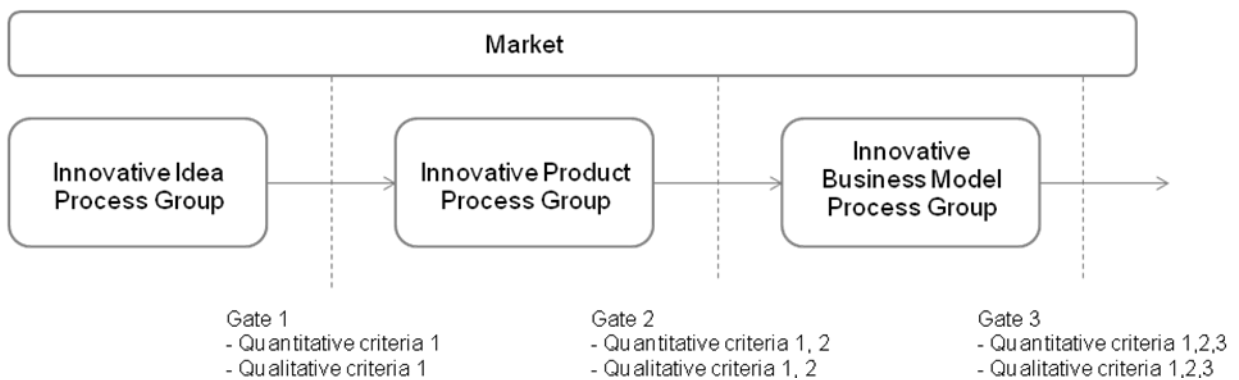 Market
Innovative Idea
Process Group
Innovative Product
Process Group
Innovative
Business Model
Process Group
Gate 1
- Quantitative criteria 1
- Qualitative criteria 1
Gate 2
- Quantitative criteria 1, 2
- Qualitative criteria 1, 2
Gate 3
- Quantitative criteria 1,2,3
- Qualitative criteria 1,2,3